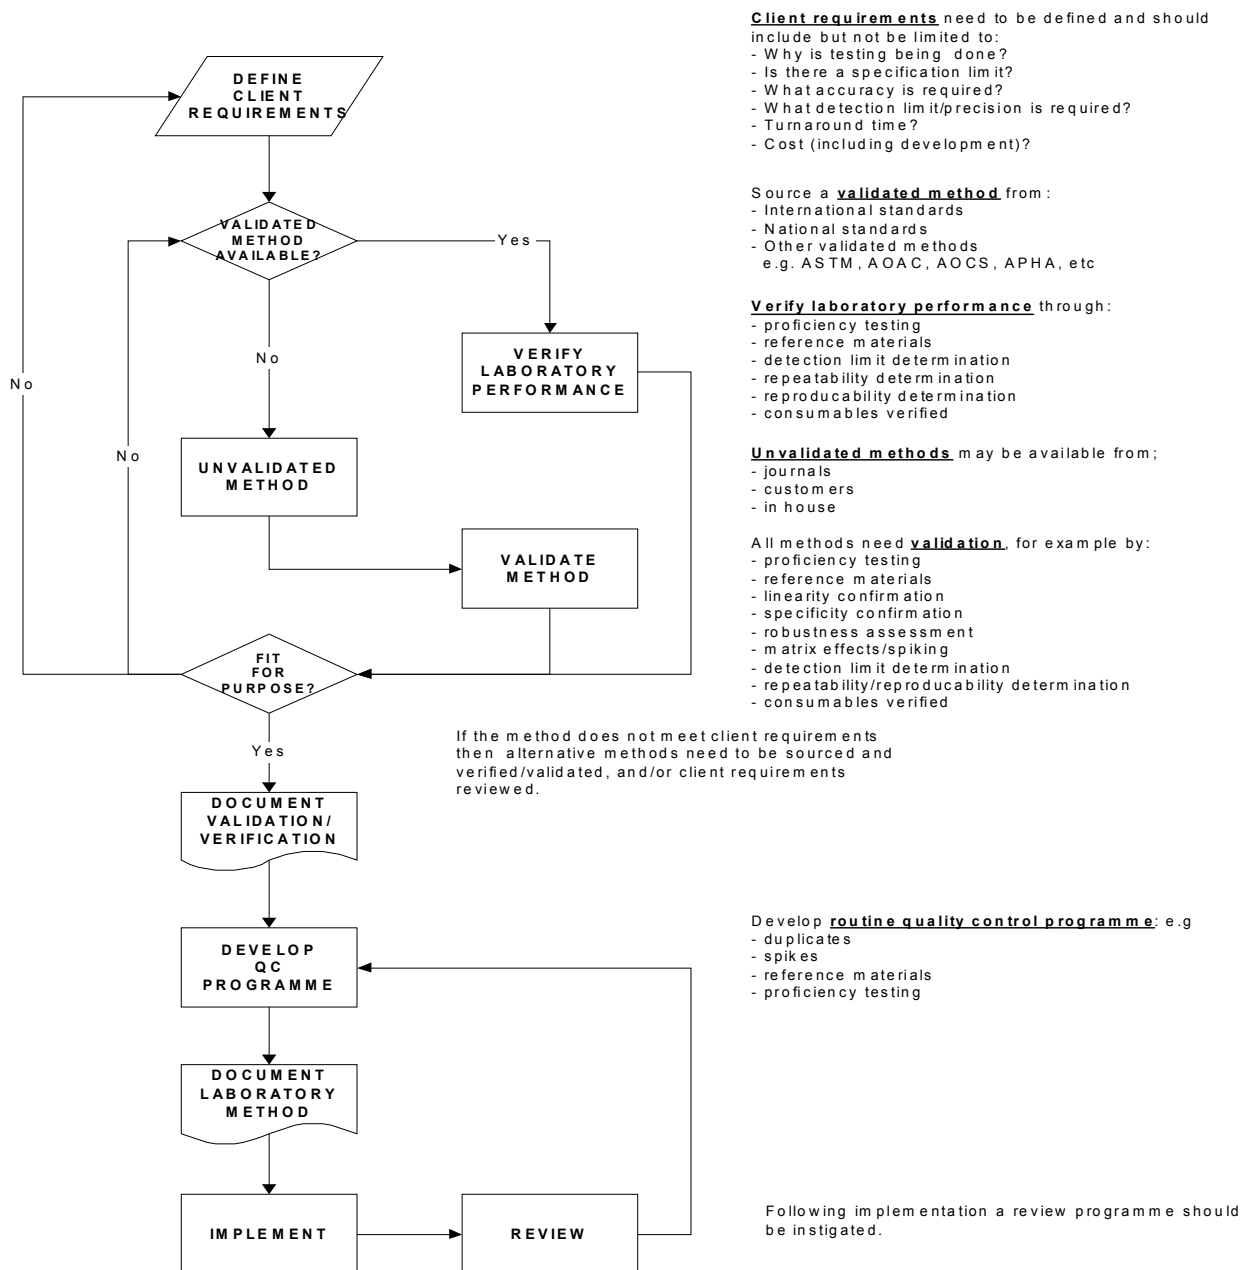 DEFINE
CLIENT
REQUIREMENTS
VALIDATED
METHOD
AVAILABLE?
Yes
No
No
No
VERIFY
LABORATORY
PERFORMANCE
UNVALIDATED
METHOD
VALIDATE
METHOD
FIT
FOR
PURPOSE?
Yes
If the method does not meet client requirements
then alternative methods need to be sourced and
verified/validated, and/or client requirements
reviewed.
DOCUMENT
VALIDATION/
VERIFICATION
DEVELOP
QC
PROGRAMME
DOCUMENT
LABORATORY
METHOD
IMPLEMENT
REVIEW
Client requirements need to be defined and should
include but not be limited to:
- Why is testing being done?
- Is there a specification limit?
- What accuracy is required?
- What detection limit/precision is required?
- Turnaround time?
- Cost (including development)?
Source a validated method from:
- International standards
- National standards
- Other validated methods
e.g. ASTM, AOAC, AOCS, APHA, etc
Verify laboratory performance through:
- proficiency testing
- reference materials
- detection limit determination
- repeatability determination
- reproducability determination
- consumables verified
Unvalidated methods may be available from;
- journals
- customers
- in house
All methods need validation, for example by:
- proficiency testing
- reference materials
- linearity confirmation
- specificity confirmation
- robustness assessment
- matrix effects/spiking
- detection limit determination
- repeatability/reproducability determination
- consumables verified
Develop routine quality control programme: e.g
- duplicates
- spikes
- reference materials
- proficiency testing
Following implementation a review programme should
be instigated.